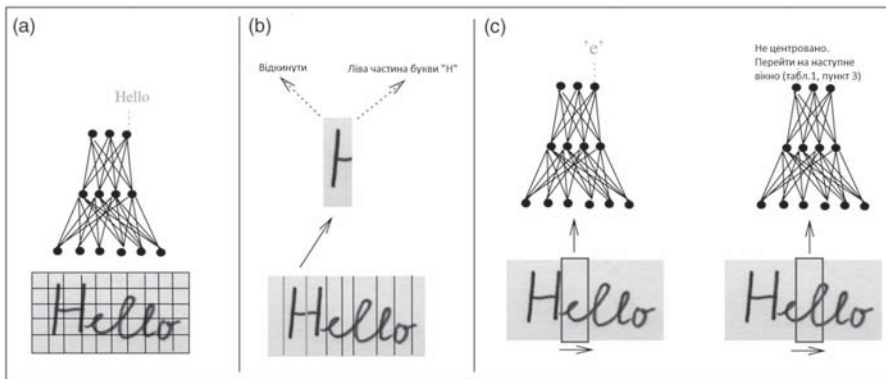 (a)
Hello
Hello
(b)
Відкинути
Ліва частина букви "Н"
H
Hello
(c)
'e'
Hello
Не центровано.
Перейти на наступне
вікно (табл.1, пункт 3)
Hello